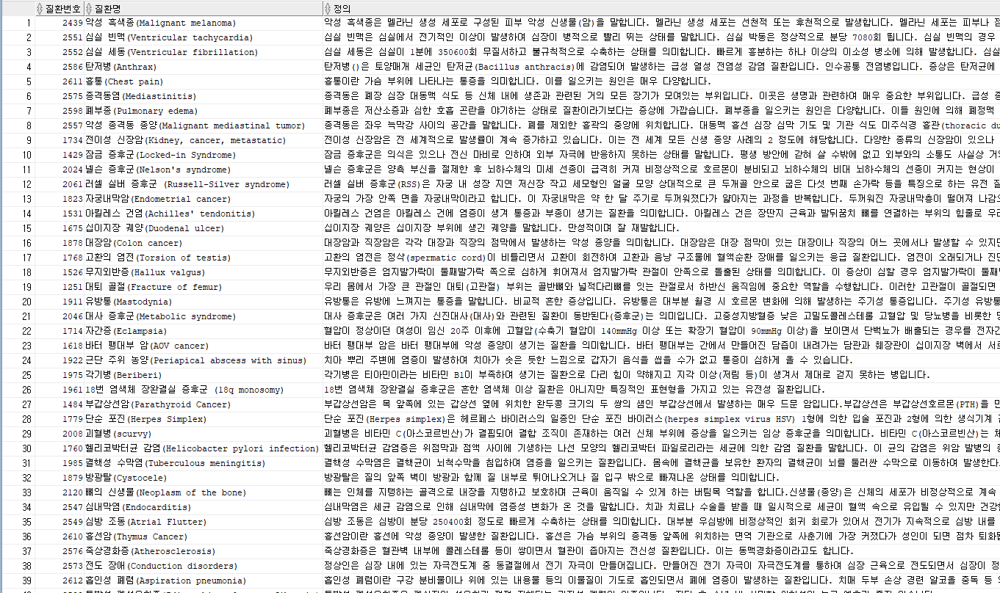 질환번호 질환명 정의
1 2439 악성 흑색종(Malignant melanoma) 악성 흑색종은 멜라닌 생성 세포로 구성된 피부 악성 신생물(암)을 말합니다. 멜라닌 생성 세포는 선천적 또는 후천적으로 발생합니다. 멜라닌 세포는 피부나
2 2551 심실 빈맥(Ventricular tachycardia) 심실 빈맥은 심실에서 전기적인 이상이 발생하여 심장이 병적으로 빨리 뛰는 상태를 말합니다. 심실 박동은 정상적으로 분당 7080회 뜁니다. 심실 빈맥의 경우
3 2552 심실 세동(Ventricular fibrillation) 심실 세동은 심실이 1분에 350600회 무질서하고 불규칙적으로 수축하는 상태를 의미합니다. 빠르게 흥분하는 하나 이상의 이소성 병소에 의해 발생합니다. 심실
4 2586 탄저병(Anthrax) 탄저병()은 토양매개 세균인 탄저균(Bacillus anthracis)에 감염되어 발생하는 급성 열성 전염성 감염 질환입니다. 인수공통 전염병입니다. 증상은 탄저균에
5 2611 흉통(Chest pain) 흉통이란 가슴 부위에 나타나는 통증을 의미합니다. 이를 일으키는 원인은 매우 다양합니다.
6 2575 종격동염(Mediastinitis) 종격동은 폐장 심장 대동맥 식도 등 신체 내에 생존과 관련된 거의 모든 장기가 모여있는 부위입니다. 이곳은 생명과 관련하여 매우 중요한 부위입니다. 급성 종
7 2598 폐부종(Pulmonary edema) 폐부종은 저산소증과 심한 호흡 곤란을 야기하는 상태로 질환이라기보다는 증상에 가깝습니다. 폐부종을 일으키는 원인은 다양합니다. 이들 원인에 의해 폐정맥
8 2557 악성 종격동 종양(Malignant mediastinal tumor) 종격동은 좌우 늑막강 사이의 공간을 말합니다. 폐를 제외한 흉곽의 중앙에 위치합니다. 대동맥 흉선 심장 심막 기도 및 기관 식도 미주식경 흉관(thoracic du
9 1734 전이성 신장암(Kidney, cancer, metastatic) 전이성 신장암은 전 세계적으로 발생률이 계속 증가하고 있습니다. 이는 전 세계 모든 신생 종양 사례의 2 정도에 해당합니다. 다양한 종류의 신장암이 있으나
10 1429 잠금 증후군(Locked-in Syndrome) 잠금 증후군은 의식은 있으나 전신 마비로 인하여 외부 자극에 반응하지 못하는 상태를 말합니다. 평생 방안에 갇혀 살 수밖에 없고 외부와의 소통도 사실상 거
11 2024 넬슨 증후군(Nelson's syndrome) 넬슨 증후군은 양측 부신을 절제한 후 뇌하수체의 미세 선종이 급격히 커져 비정상적으로 호르몬이 분비되고 뇌하수체의 비대 뇌하수체의 선종이 커지는 현상이
12 2061 러셀 실버 증후군 (Russell-Silver syndrome) 러셀 실버 증후군(RSS)은 자궁 내 성장 지연 저신장 작고 세모형인 얼굴 모양 상대적으로 큰 두개골 안으로 굽은 다섯 번째 손가락 등을 특징으로 하는 유전 질
13 1823 자궁내막암(Endometrial cancer) 자궁의 가장 안쪽 면을 자궁내막이라고 합니다. 이 자궁내막은 약 한 달 주기로 두꺼워졌다가 얇아지는 과정을 반복합니다. 두꺼워진 자궁내막층이 떨어져 나감으
14 1531 아킬레스 건염(Achilles' tendonitis) 아킬레스 건염은 아킬레스 건에 염증이 생겨 통증과 부종이 생기는 질환을 의미합니다. 아킬레스 건은 장딴지 근육과 발뒤꿈치 뼈를 연결하는 부위의 힘줄로 우리
15 1675 십이지장 궤양(Duodenal ulcer) 십이지장 궤양은 십이지장 부위에 생긴 궤양을 말합니다. 만성적이며 잘 재발합니다.
16 1878 대장암(Colon cancer) 대장암과 직장암은 각각 대장과 직장의 점막에서 발생하는 악성 종양을 의미합니다. 대장암은 대장 점막이 있는 대장이나 직장의 어느 곳에서나 발생할 수 있지만
17 1768 고환의 염전(Torsion of testis) 고환의 염전은 정삭(spermatic cord)이 비틀리면서 고환이 회전하여 고환과 음낭 구조물에 혈액순환 장애를 일으키는 응급 질환입니다. 염전이 오래되거나 진단
18 1526 무지외반증(Hallux valgus) 무지외반증은 엄지발가락이 둘째발가락 쪽으로 심하게 휘어져서 엄지발가락 관절이 안쪽으로 돌출된 상태를 의미합니다. 이 증상이 심할 경우 엄지발가락이 둘째발
19 1251 대퇴 골절(Fracture of femur) 우리 몸에서 가장 큰 관절인 대퇴(고관절) 부위는 골반뼈와 넓적다리뼈를 잇는 관절로서 하반신 움직임에 중요한 역할을 수행합니다. 이러한 고관절이 골절되면
20 1911 유방통(Mastodynia) 유방통은 유방에 느껴지는 통증을 말합니다. 비교적 흔한 증상입니다. 유방통은 대부분 월경 시 호르몬 변화에 의해 발생하는 주기성 통증입니다. 주기성 유방통
21 2046 대사 증후군(Metabolic syndrome) 대사 증후군은 여러 가지 신진대사(대사)와 관련된 질환이 동반된다(증후군)는 의미입니다. 고중성지방혈증 낮은 고밀도콜레스테롤 고혈압 및 당뇨병을 비롯한 당
22 1714 자간증(Eclampsia) 혈압이 정상이던 여성이 임신 20주 이후에 고혈압(수축기 혈압이 140mmHg 이상 또는 확장기 혈압이 90mmHg 이상)을 보이면서 단백뇨가 배출되는 경우를 전자간
23 1618 바터 팽대부 암(AOV cancer) 바터 팽대부 암은 바터 팽대부에 악성 종양이 생기는 질환을 의미합니다. 바터 팽대부는 간에서 만들어진 담즙이 내려가는 담관과 췌장관이 십이지장 벽에서 서로
24 1922 근단 주위 농양(Periapical abscess with sinus) 치아 뿌리 주변에 염증이 발생하여 치아가 솟은 듯한 느낌으로 갑자기 음식을 씹을 수가 없고 통증이 심하게 올 수 있습니다.
25 1975 각기병(Beriberi) 각기병은 티아민이라는 비타민 B1이 부족하여 생기는 질환으로 다리 힘이 약해지고 지각 이상(저림 등)이 생겨서 제대로 걷지 못하는 병입니다.
26 1961 18번 염색체 장완결실 증후군 (18q monosomy) 18번 염색체 장완결실 증후군은 흔한 염색체 이상 질환은 아니지만 특징적인 표현형을 가지고 있는 유전성 질환입니다.
27 1484 부갑상선암(Parathyroid Cancer) 부갑상선암은 목 앞쪽에 있는 갑상선 옆에 위치한 완두콩 크기의 두 쌍의 샘인 부갑상선에서 발생하는 매우 드문 암입니다.부갑상선은 부갑상선호르몬(PTH)을 만
28 1779 단순 포진(Herpes Simplex) 단순 포진(Herpes simplex)은 헤르페스 바이러스의 일종인 단순 포진 바이러스(herpes simplex virus HSV) 1형에 의한 입술 포진과 2형에 의한 생식기계 감
29 2008 괴혈병(scurvy) 괴혈병은 비타민 C(아스코르빈산)가 결핍되어 결합 조직이 존재하는 여러 신체 부위에 증상을 일으키는 임상 증후군을 의미합니다. 비타민 C(아스코르빈산)는 체
30 1760 헬리코박터균 감염(Helicobacter pylori infection) 헬리코박터균 감염증은 위점막과 점액 사이에 기생하는 나선 모양의 헬리코박터 파일로리라는 세균에 의한 감염 질환을 말합니다. 이 균의 감염은 위암 발병의 중
31 1985 결핵성 수막염(Tuberculous meningitis) 결핵성 수막염은 결핵균이 뇌척수막을 침입하여 염증을 일으키는 질환입니다. 몸속에 결핵균을 보유한 환자의 결핵균이 뇌를 둘러싼 수막으로 이동하여 발생한다.
32 1879 방광탈(Cystocele) 방광탈은 질의 앞쪽 벽이 방광과 함께 질 내부로 튀어나오거나 질 입구 밖으로 빠져나온 상태를 의미합니다.
33 2120 뼈의 신생물(Neoplasm of the bone) 뼈는 인체를 지탱하는 골격으로 내장을 지탱하고 보호하며 근육이 움직일 수 있게 하는 버팀목 역할을 합니다.신생물(종양)은 신체의 세포가 비정상적으로 계속
34 2547 심내막염(Endocarditis) 심내막염은 세균 감염으로 인해 심내막에 염증성 변화가 온 것을 말합니다. 치과 치료나 수술을 받을 때 일시적으로 세균이 혈액 속으로 유입될 수 있지만 건강한
35 2549 심방 조동(Atrial Flutter) 심방 조동은 심방이 분당 250400회 정도로 빠르게 수축하는 상태를 의미합니다. 대부분 우심방에 비정상적인 회귀 회로가 있어서 전기가 지속적으로 심방 내를
36 2610 흉선암(Thymus Cancer) 흉선암이란 흉선에 악성 종양이 발생한 질환입니다. 흉선은 가슴 부위의 종격동 앞쪽에 위치하는 면역 기관으로 사춘기에 가장 커졌다가 성인이 되면 점차 퇴화됩
37 2576 죽상경화증(Atherosclerosis) 죽상경화증은 혈관벽 내부에 콜레스테롤 등이 쌓이면서 혈관이 좁아지는 전신성 질환입니다. 이는 동맥경화증이라고도 합니다.
38 2573 전도 장애(Conduction disorders) 정상인은 심장 내에 있는 자극전도계 중 동결절에서 전기 자극이 만들어집니다. 만들어진 전기 자극이 자극전도계를 통하여 심장 근육으로 전도되면서 심장이 정
39 2612 흡인성 폐렴(Aspiration pneumonia) 흡인성 폐렴이란 구강 분비물이나 위에 있는 내용물 등의 이물질이 기도로 흡인되면서 폐에 염증이 발생하는 것입니다. 치매 두부 손상 경련 알코올 중독 등